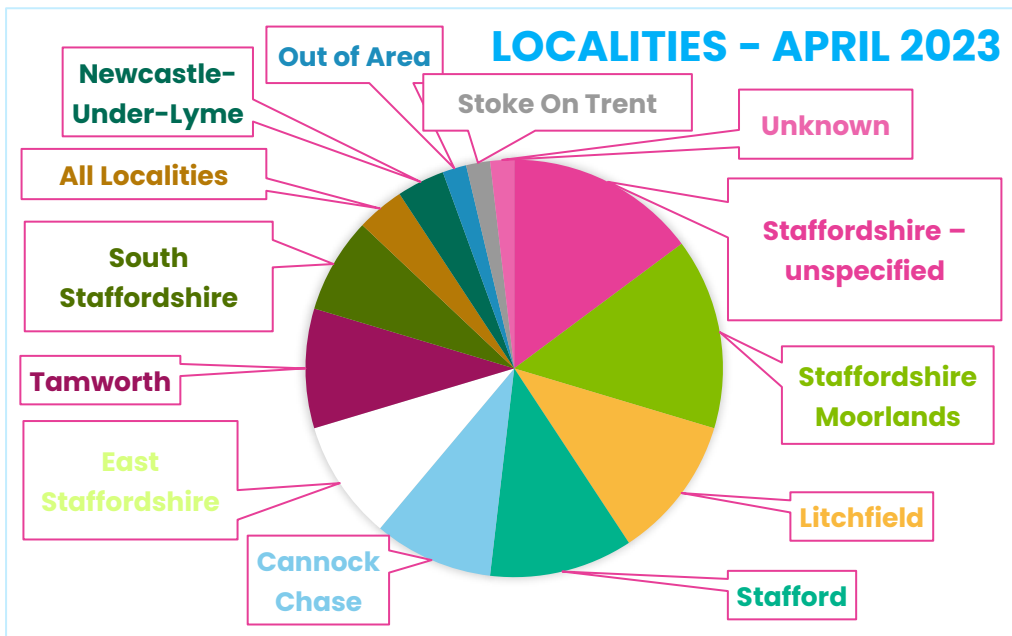 LOCALITIES – APRIL 2023
Out of Area
Newcastle-
Under-Lyme
Stoke On Trent
Unknown
All Localities
Staffordshire –
unspecified
South
Staffordshire
Tamworth
Staffordshire
Moorlands
East
Staffordshire
Litchfield
Cannock
Chase
Stafford